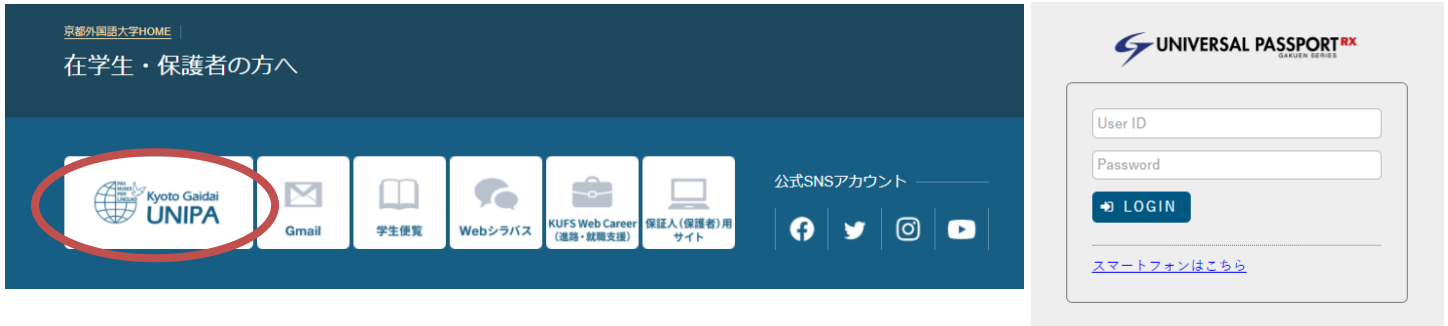 京都外国語大学HOME
在学生・保護者の方へ
PAX MUNDI PER LINGUAS
Kyoto Gaidai
UNIPA
Gmail
学生便覧
Webシラバス
KUFS Web Career
(進路・就職支援)
保証人(保護者)用
サイト
公式SNSアカウント
UNIVERSAL PASSPORT RX
GAKUEN SERIES
User ID
Password
LOGIN
スマートフォンはこちら